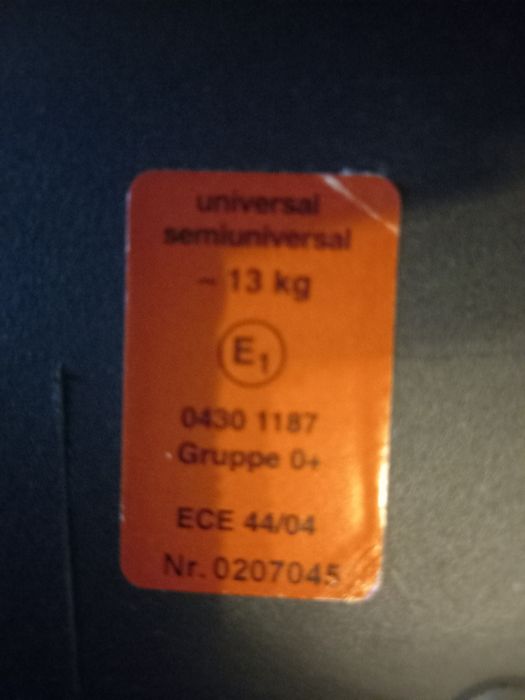 universal
semiuniversal
– 13 kg
E1
0430 1187
Gruppe 0+
ECE 44/04
Nr. 0207045